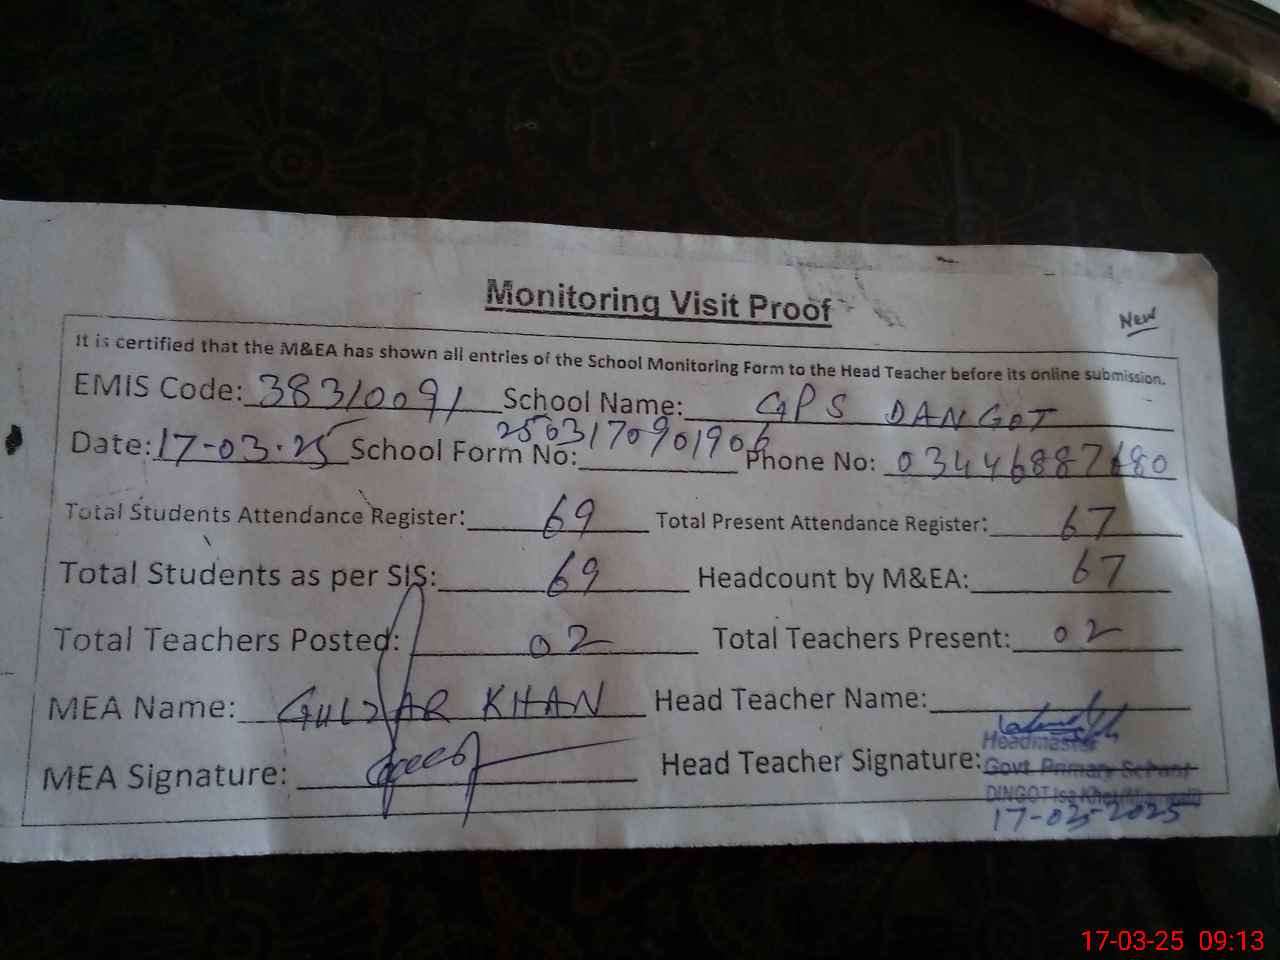 Monitoring Visit Proof
New
It is certified that the M&EA has shown all entries of the School Monitoring Form to the Head Teacher before its online submission.
EMIS Code: 38310091 School Name: GPS DANGOT
Date: 17-03-25 School Form No: 2503170901906 Phone No: 03446887680
Total Students Attendance Register: 69 Total Present Attendance Register: 67
Total Students as per SIS: 69 Headcount by M&EA: 67
Total Teachers Posted: 02 Total Teachers Present: 02
MEA Name: GULZAR KHAN Head Teacher Name:
MEA Signature: Head Teacher Signature:
Headmaster
Govt Primary School
DINGOT Isa Khel
17-03-2025
17-03-25 09:13